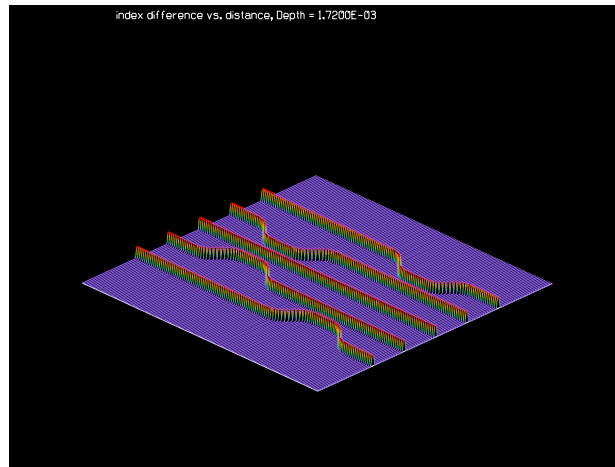 index difference vs. distance, Depth = 1.7200E-03